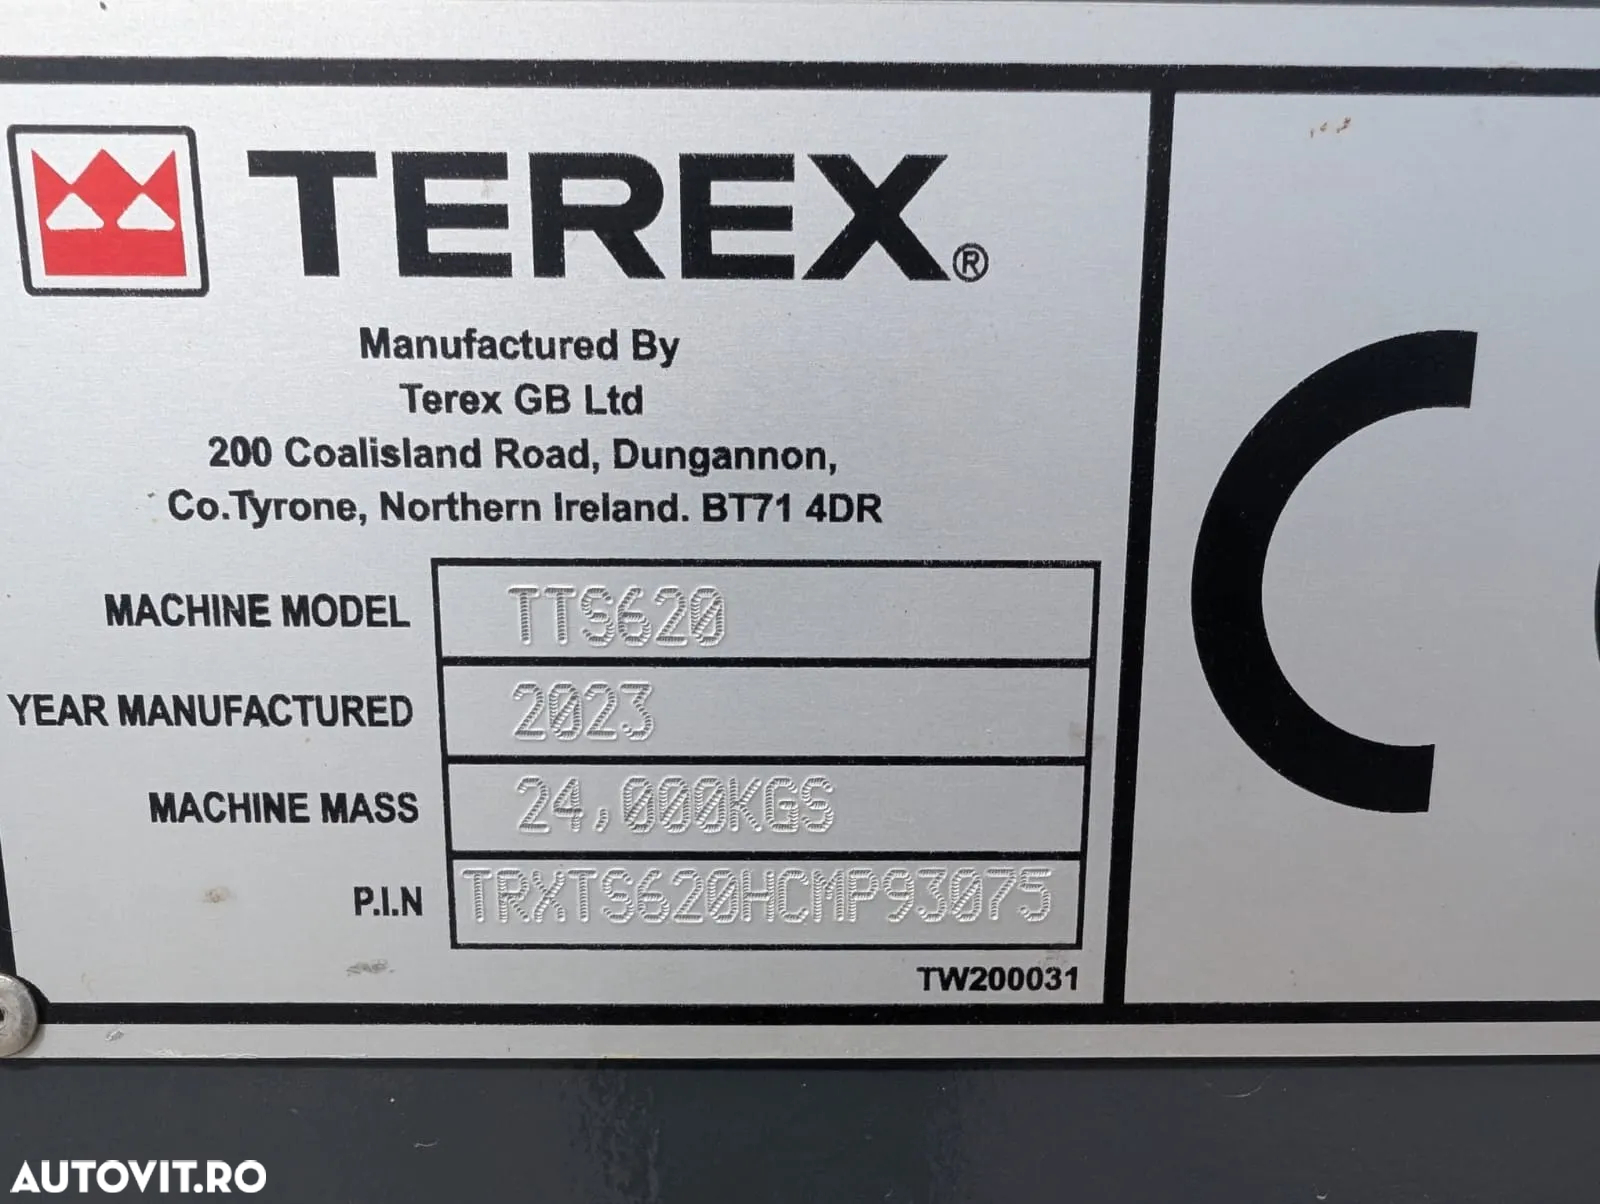 TEREX®
Manufactured By
Terex GB Ltd
200 Coalisland Road, Dungannon,
Co.Tyrone, Northern Ireland. BT71 4DR
MACHINE MODEL TTS620
YEAR MANUFACTURED 2023
MACHINE MASS 24,000KGS
P.I.N TRXTS620HCMP93075
TW200031
C
AUTOVIT.RO